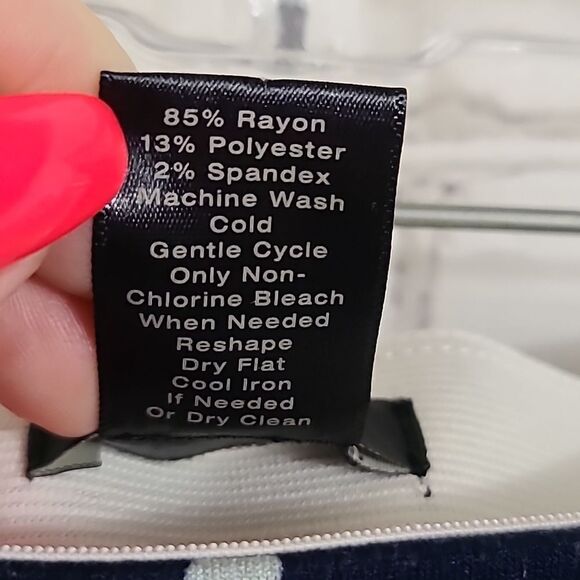 85% Rayon
13% Polyester
2% Spandex
Machine Wash
Cold
Gentle Cycle
Only Non-
Chlorine Bleach
When Needed
Reshape
Dry Flat
Cool Iron
If Needed
Or Dry Clean